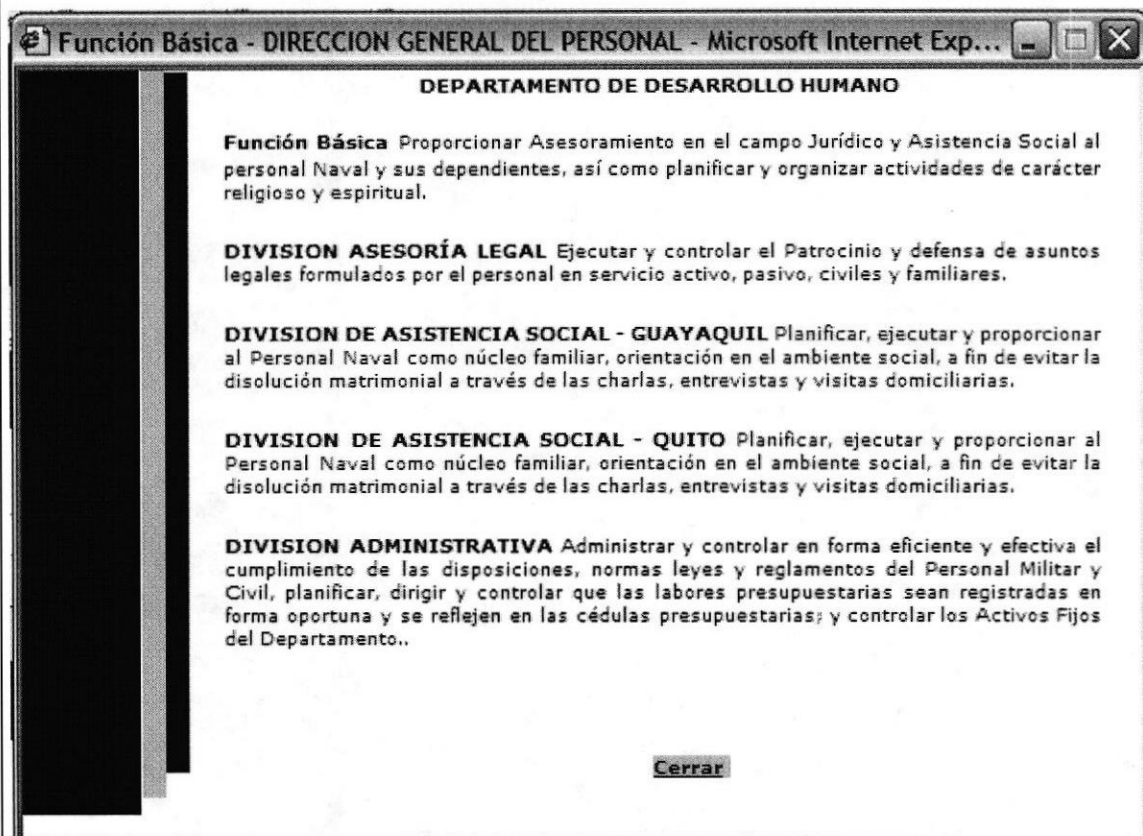 Función Básica - DIRECCION GENERAL DEL PERSONAL - Microsoft Internet Exp...
DEPARTAMENTO DE DESARROLLO HUMANO
Función Básica Proporcionar Asesoramiento en el campo Jurídico y Asistencia Social al
personal Naval y sus dependientes, así como planificar y organizar actividades de carácter
religioso y espiritual.
DIVISION ASESORÍA LEGAL Ejecutar y controlar el Patrocinio y defensa de asuntos
legales formulados por el personal en servicio activo, pasivo, civiles y familiares.
DIVISION DE ASISTENCIA SOCIAL - GUAYAQUIL Planificar, ejecutar y proporcionar
al Personal Naval como núcleo familiar, orientación en el ambiente social, a fin de evitar la
disolución matrimonial a través de las charlas, entrevistas y visitas domiciliarias.
DIVISION DE ASISTENCIA SOCIAL - QUITO Planificar, ejecutar y proporcionar al
Personal Naval como núcleo familiar, orientación en el ambiente social, a fin de evitar la
disolución matrimonial a través de las charlas, entrevistas y visitas domiciliarias.
DIVISION ADMINISTRATIVA Administrar y controlar en forma eficiente y efectiva el
cumplimiento de las disposiciones, normas leyes y reglamentos del Personal Militar y
Civil, planificar, dirigir y controlar que las labores presupuestarias sean registradas en
forma oportuna y se reflejen en las cédulas presupuestarias; y controlar los Activos Fijos
del Departamento..
Cerrar